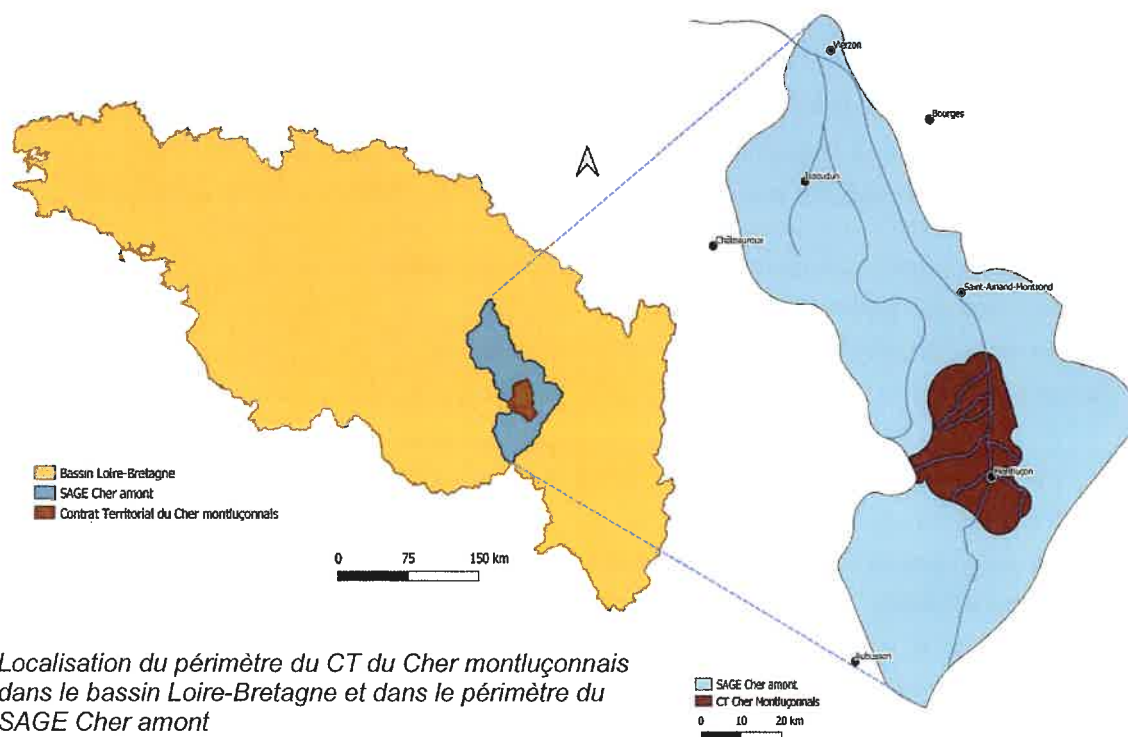 Vierzon
Bourges
Issoudun
Châteauroux
Saint-Amand-Montrond
Montluçon
Aubusson
Bassin Loire-Bretagne
SAGE Cher amont
Contrat Territorial du Cher montluçonnais
0 75 150 km
Localisation du périmètre du CT du Cher montluçonnais
dans le bassin Loire-Bretagne et dans le périmètre du
SAGE Cher amont
SAGE Cher amont
CT Cher Montluçonnais
0 10 20 km